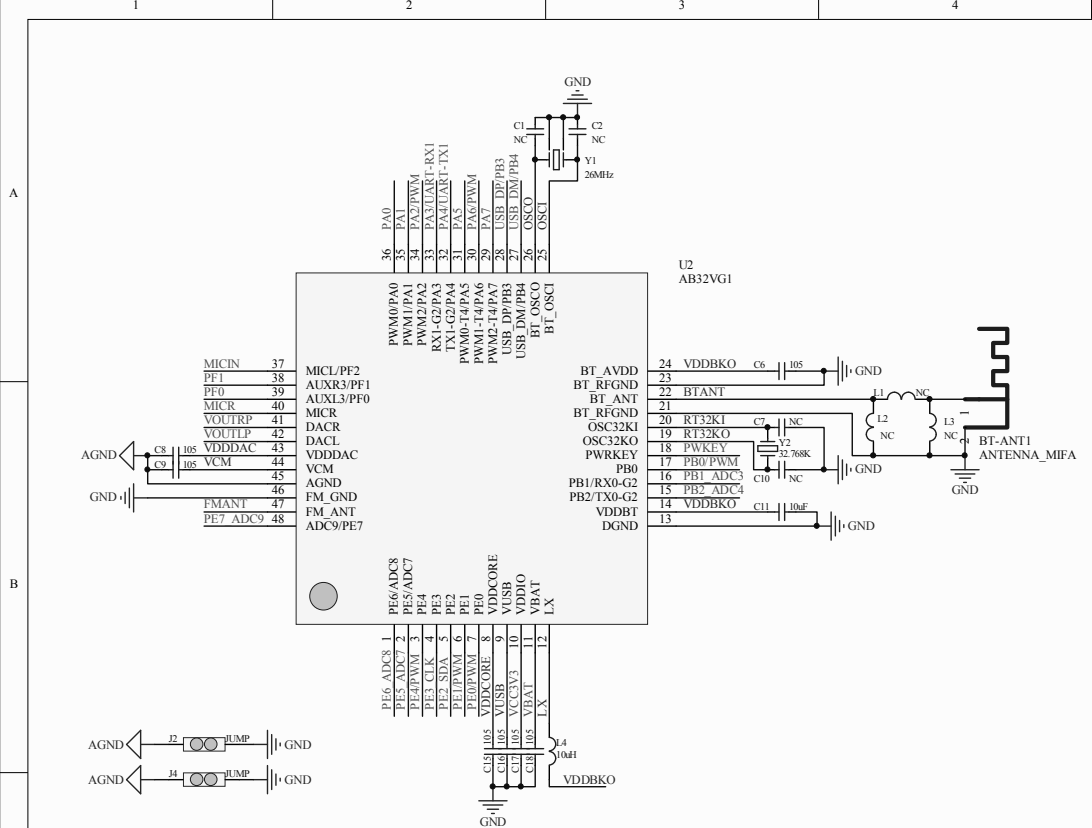 1 2 3 4
A
B
GND
C1 C2
NC NC
Y1
26MHz
PA0
PA1
PA2/PWM
PA3/UART-RX1
PA4/UART-TX1
PA5
PA6/PWM
PA7
USB_DP/PB3
USB_DM/PB4
OSCO
OSCI
36 35 34 33 32 31 30 29 28 27 26 25
PWM0/PA0
PWM1/PA1
PWM2/PA2
RX1-G2/PA3
TX1-G2/PA4
PWM0-T4/PA5
PWM1-T4/PA6
PWM2-T4/PA7
USB_DP/PB3
USB_DM/PB4
BT_OSCO
BT_OSCI
U2
AB32VG1
MICIN 37 MICL/PF2
PF1 38 AUXR3/PF1
PF0 39 AUXL3/PF0
MICR 40 MICR
VOUTRP 41 DACR
VOUTLP 42 DACL
AGND C8 105 VDDDAC 43 VDDDAC
C9 105 VCM 44 VCM
45 AGND
GND 46 FM_GND
FMANT 47 FM_ANT
PE7_ADC9 48 ADC9/PE7
BT_AVDD 24 VDDBKO C6 105 GND
BT_RFGND 23
BT_ANT 22 BTANT L1 NC
BT_RFGND 21
OSC32KI 20 RT32KI C7 NC
OSC32KO 19 RT32KO Y2 32.768K
PWRKEY 18 PWKEY
PB0 17 PB0/PWM C10 NC GND
PB1/RX0-G2 16 PB1_ADC3
PB2/TX0-G2 15 PB2_ADC4
VDDBT 14 VDDBKO C11 10uF
DGND 13 GND
L2 NC
L3 NC
1
2
BT-ANT1
ANTENNA_MIFA
GND
PE6/ADC8
PE5/ADC7
PE4
PE3
PE2
PE1
PE0
VDDCORE
VUSB
VDDIO
VBAT
LX
1 2 3 4 5 6 7 8 9 10 11 12
PE6_ADC8
PE5_ADC7
PE4/PWM
PE3_CLK
PE2_SDA
PE1/PWM
PE0/PWM
VDDCORE
VUSB
VCC3V3
VBAT
LX
C15 105
C16 105
C17 105
C18 105
L4
10uH
VDDBKO
GND
AGND J2 JUMP GND
AGND J4 JUMP GND